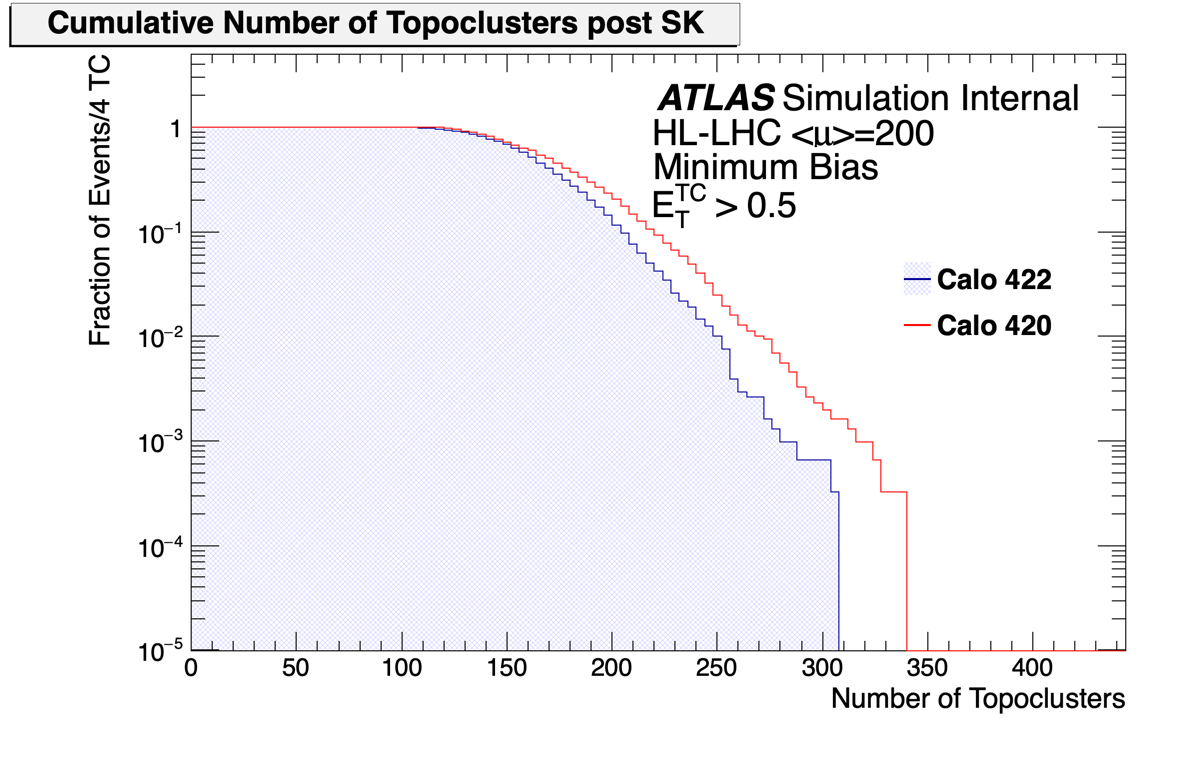 Cumulative Number of Topoclusters post SK
Fraction of Events/4 TC
ATLAS Simulation Internal
HL-LHC <μ>=200
Minimum Bias
E_T^TC > 0.5
Calo 422
Calo 420
1
10⁻¹
10⁻²
10⁻³
10⁻⁴
10⁻⁵
0 50 100 150 200 250 300 350 400
Number of Topoclusters